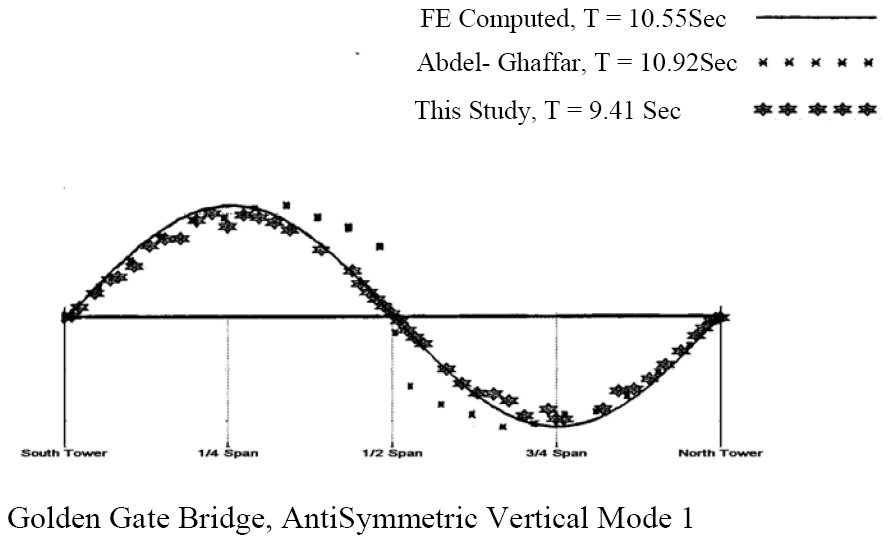 FE Computed, T = 10.55Sec
Abdel- Ghaffar, T = 10.92Sec
This Study, T = 9.41 Sec
South Tower 1/4 Span 1/2 Span 3/4 Span North Tower
Golden Gate Bridge, AntiSymmetric Vertical Mode 1